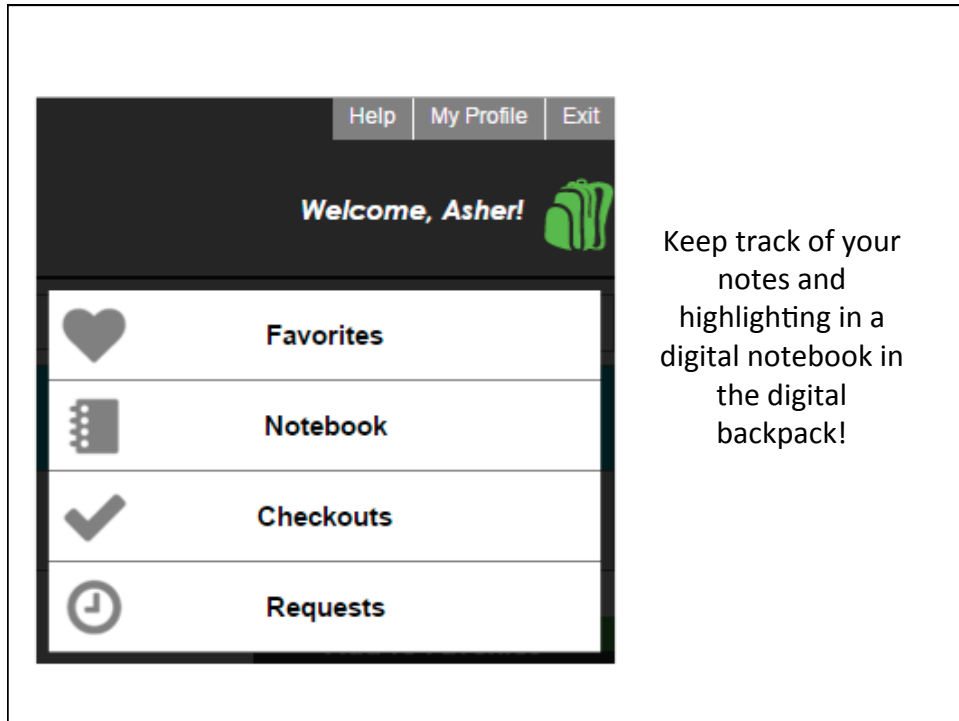 Help My Profile Exit
Welcome, Asher!
Favorites
Notebook
Checkouts
Requests
Keep track of your
notes and
highlighting in a
digital notebook in
the digital
backpack!